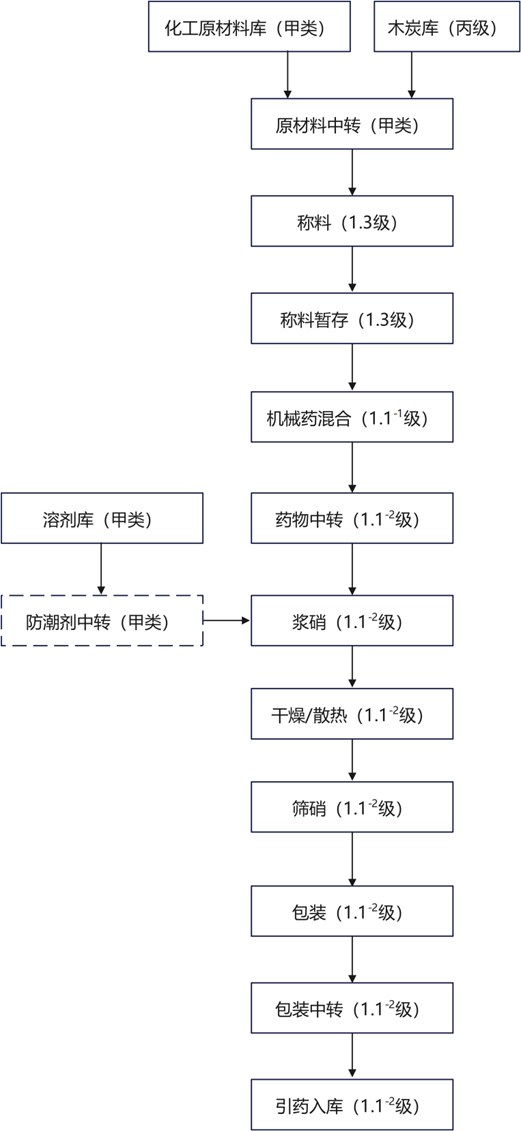 化工原材料库（甲类）
木炭库（丙级）
原材料中转（甲类）
称料（1.3级）
称料暂存（1.3级）
机械药混合（1.1⁻¹级）
溶剂库（甲类）
药物中转（1.1⁻²级）
防潮剂中转（甲类）
浆硝（1.1⁻²级）
干燥/散热（1.1⁻²级）
筛硝（1.1⁻²级）
包装（1.1⁻²级）
包装中转（1.1⁻²级）
引药入库（1.1⁻²级）